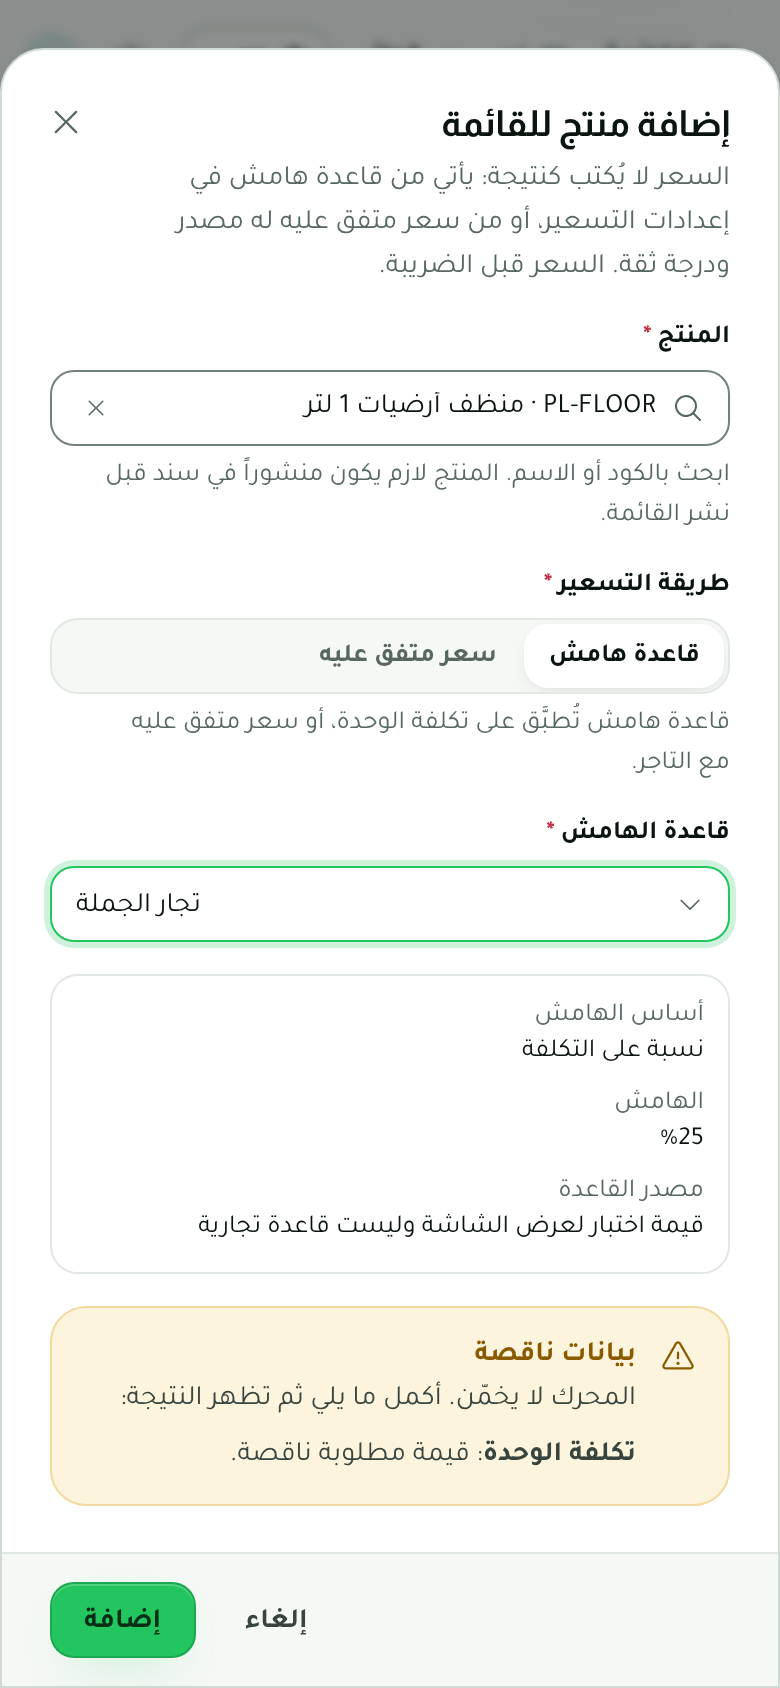 إضافة منتج للقائمة
السعر لا يُكتب كنتيجة: يأتي من قاعدة هامش في
إعدادات التسعير، أو من سعر متفق عليه له مصدر
ودرجة ثقة. السعر قبل الضريبة.
المنتج *
PL-FLOOR · منظف أرضيات 1 لتر
ابحث بالكود أو الاسم. المنتج لازم يكون منشوراً في سند قبل
نشر القائمة.
طريقة التسعير *
قاعدة هامش
سعر متفق عليه
قاعدة هامش تُطبَّق على تكلفة الوحدة، أو سعر متفق عليه
مع التاجر.
قاعدة الهامش *
تجار الجملة
أساس الهامش
نسبة على التكلفة
الهامش
25%
مصدر القاعدة
قيمة اختبار لعرض الشاشة وليست قاعدة تجارية
بيانات ناقصة
المحرك لا يخمّن. أكمل ما يلي ثم تظهر النتيجة:
تكلفة الوحدة: قيمة مطلوبة ناقصة.
إلغاء
إضافة